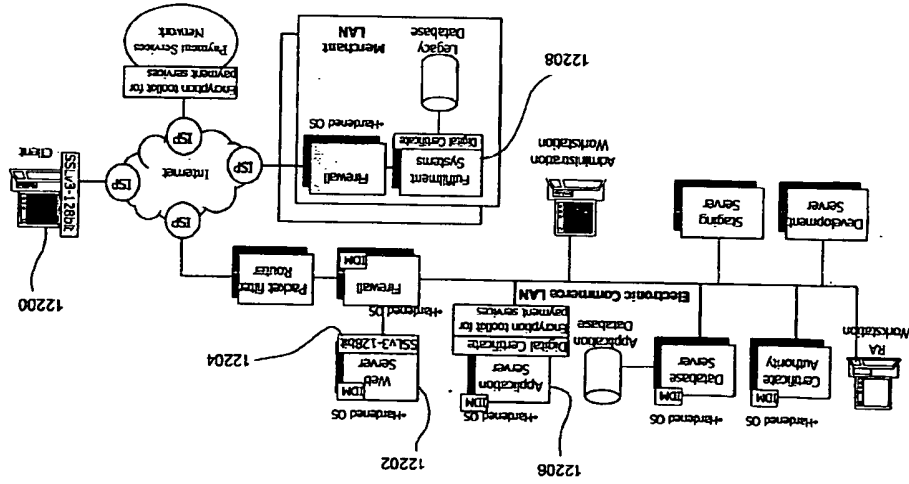 12202
12206
•Hardened OS
IDM
Web
Server
SSLv3-128bit
12204
•Hardened OS
IDM
Application
Server
Digital Certificate
Encryption toolkit for
payment services
Application
Database
•Hardened OS
IDM
Database
Server
•Hardened OS
IDM
Certificate
Authority
RA
Workstation
12200
•Hardened OS
Packet filter
Router
Firewall
IDM
Electronic Commerce LAN
Client
SSLv3-128bit
ISP
ISP
Internet
ISP
ISP
Encryption toolkit for
payment services
Payment Services
Network
•Hardened OS
Firewall
Fulfilment
Systems
Digital Certificate
Legacy
Database
Merchant
LAN
12208
Administration
Workstation
Staging
Server
Development
Server